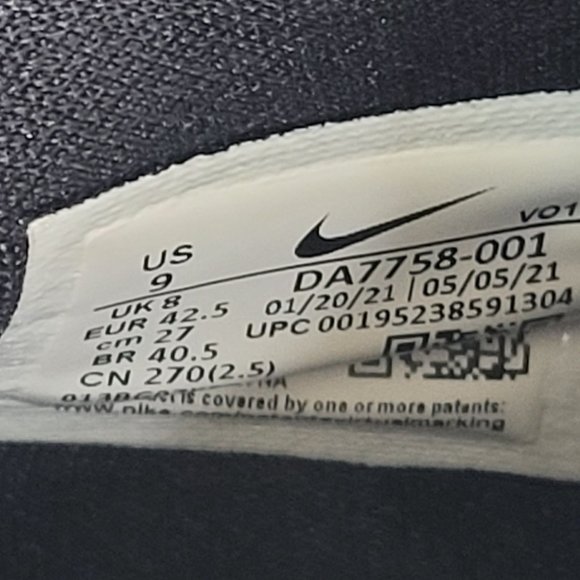 VO1
US
9
UK 8
EUR 42.5
cm 27
BR 40.5
CN 270(2.5)
DA7758-001
01/20/21 | 05/05/21
UPC 00195238591304
is covered by one or more patents: